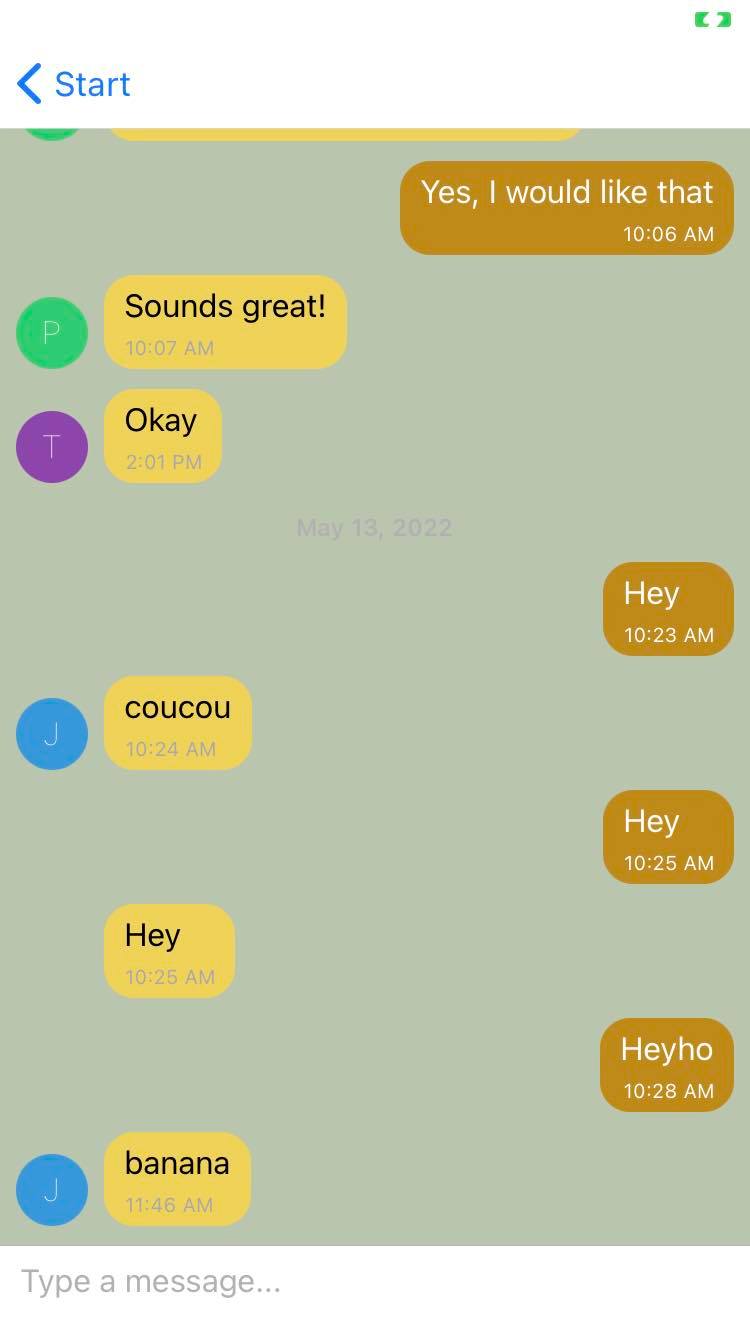 Start
Yes, I would like that
10:06 AM
P
Sounds great!
10:07 AM
T
Okay
2:01 PM
May 13, 2022
Hey
10:23 AM
J
coucou
10:24 AM
Hey
10:25 AM
Hey
10:25 AM
Heyho
10:28 AM
J
banana
11:46 AM
Type a message...